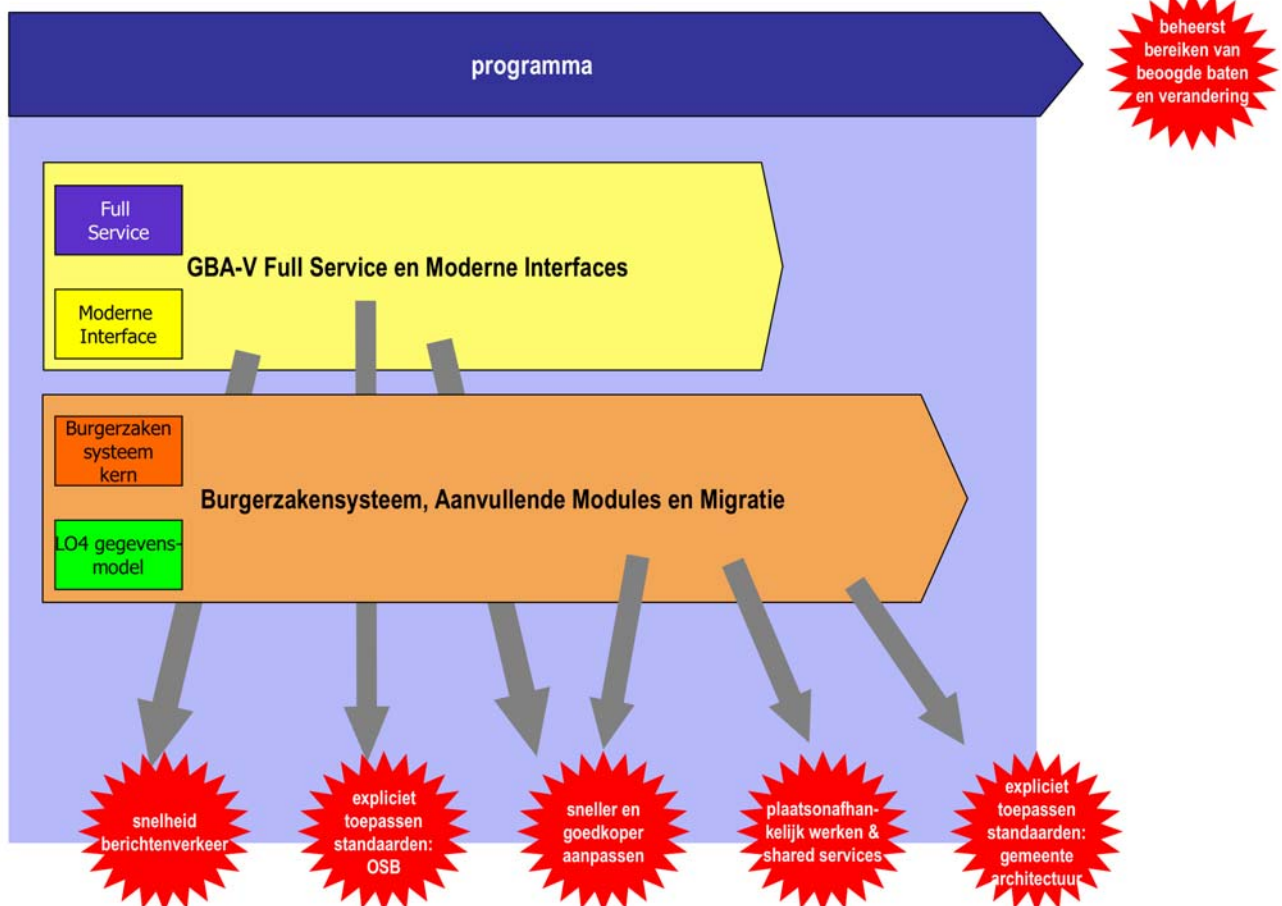 programma
beheerst
bereiken van
beoogde baten
en verandering
Full
Service
GBA-V Full Service en Moderne Interfaces
Moderne
Interface
Burgerzaken
systeem
kern
Burgerzakensysteem, Aanvullende Modules en Migratie
LO4 gegevens-
model
snelheid
berichtenverkeer
expliciet
toepassen
standaarden:
OSB
sneller en
goedkoper
aanpassen
plaatsonafhan-
kelijk werken &
shared services
expliciet
toepassen
standaarden:
gemeente
architectuur